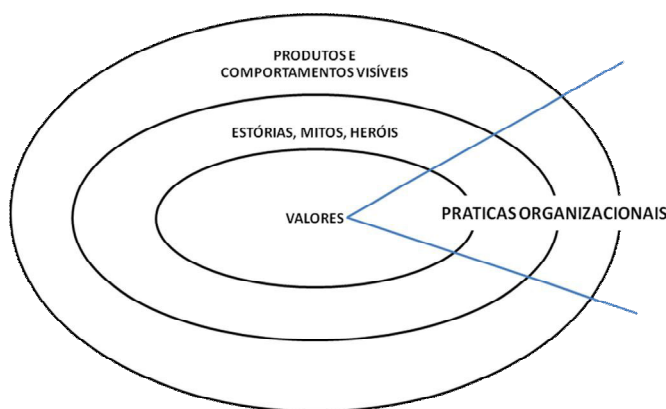 PRODUTOS E
COMPORTAMENTOS VISÍVEIS
ESTÓRIAS, MITOS, HERÓIS
VALORES
PRATICAS ORGANIZACIONAIS